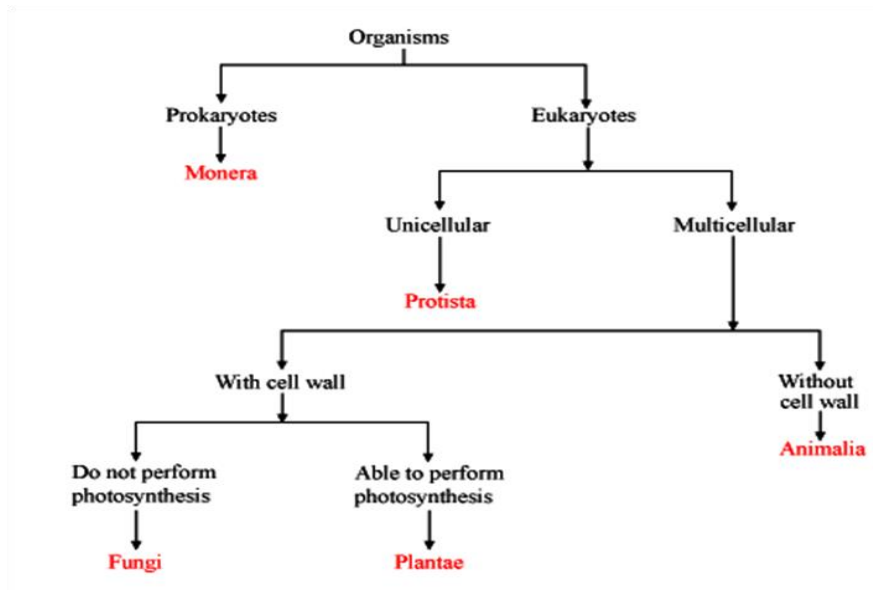 Organisms
Prokaryotes
Eukaryotes
Monera
Unicellular
Multicellular
Protista
With cell wall
Without
cell wall
Animalia
Do not perform
photosynthesis
Able to perform
photosynthesis
Fungi
Plantae